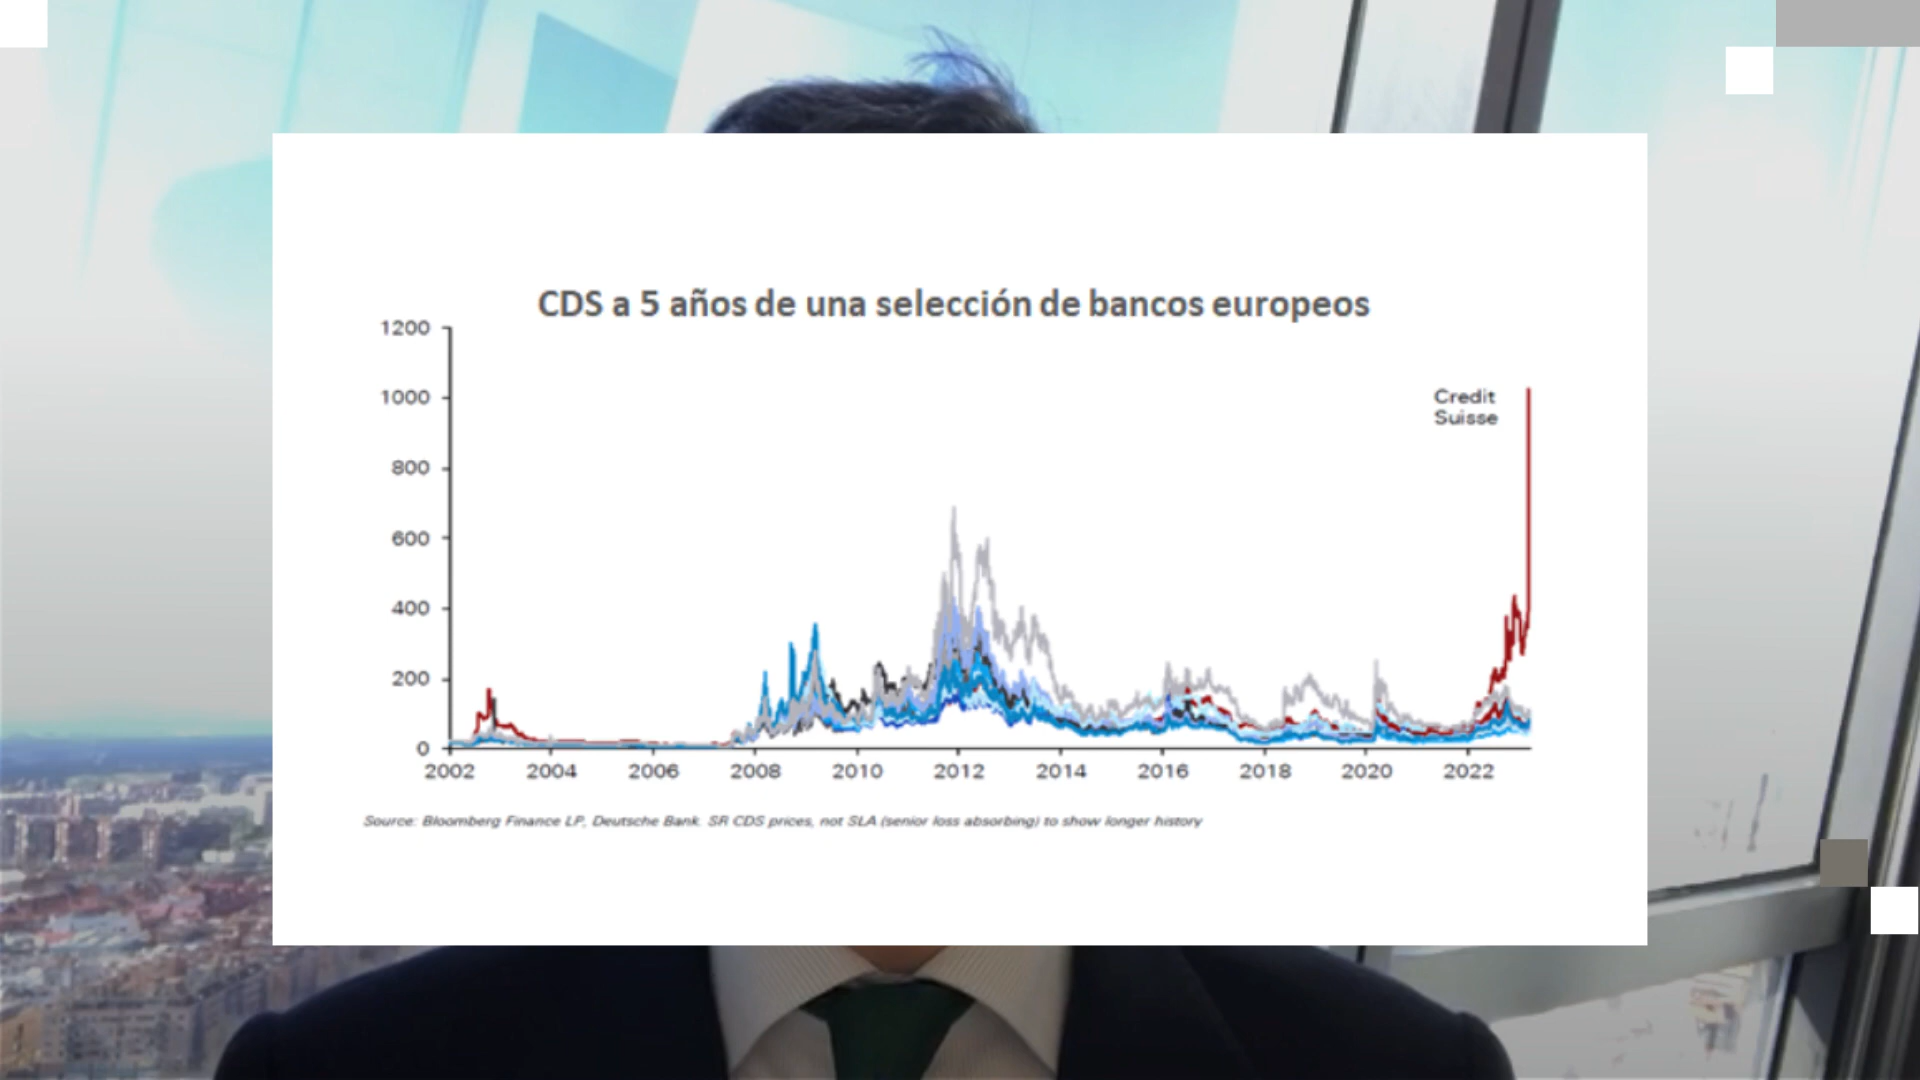 CDS a 5 años de una selección de bancos europeos
1200
1000
800
600
400
200
0
Credit
Suisse
2002 2004 2006 2008 2010 2012 2014 2016 2018 2020 2022
Source: Bloomberg Finance LP, Deutsche Bank. SR CDS prices, not SLA (senior loss absorbing) to show longer history